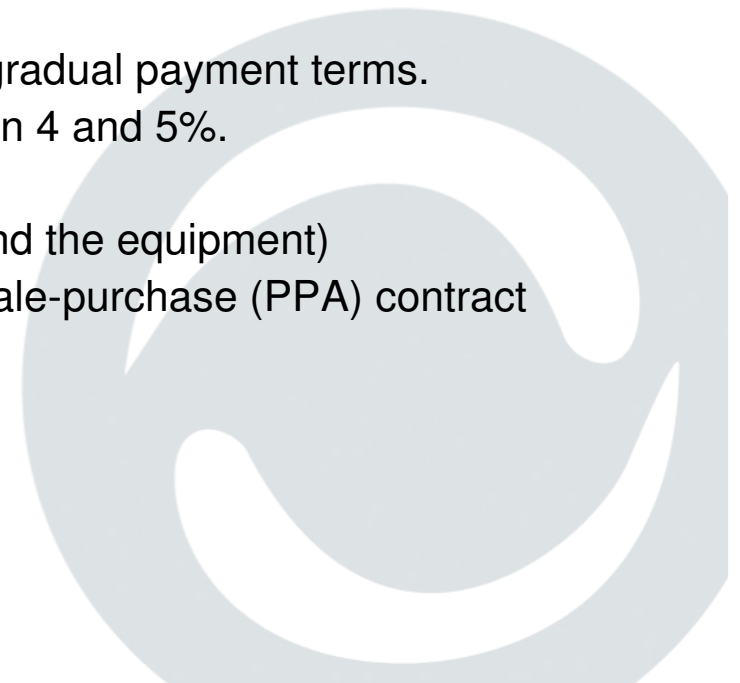 gradual payment terms.
n 4 and 5%.
nd the equipment)
ale-purchase (PPA) contract